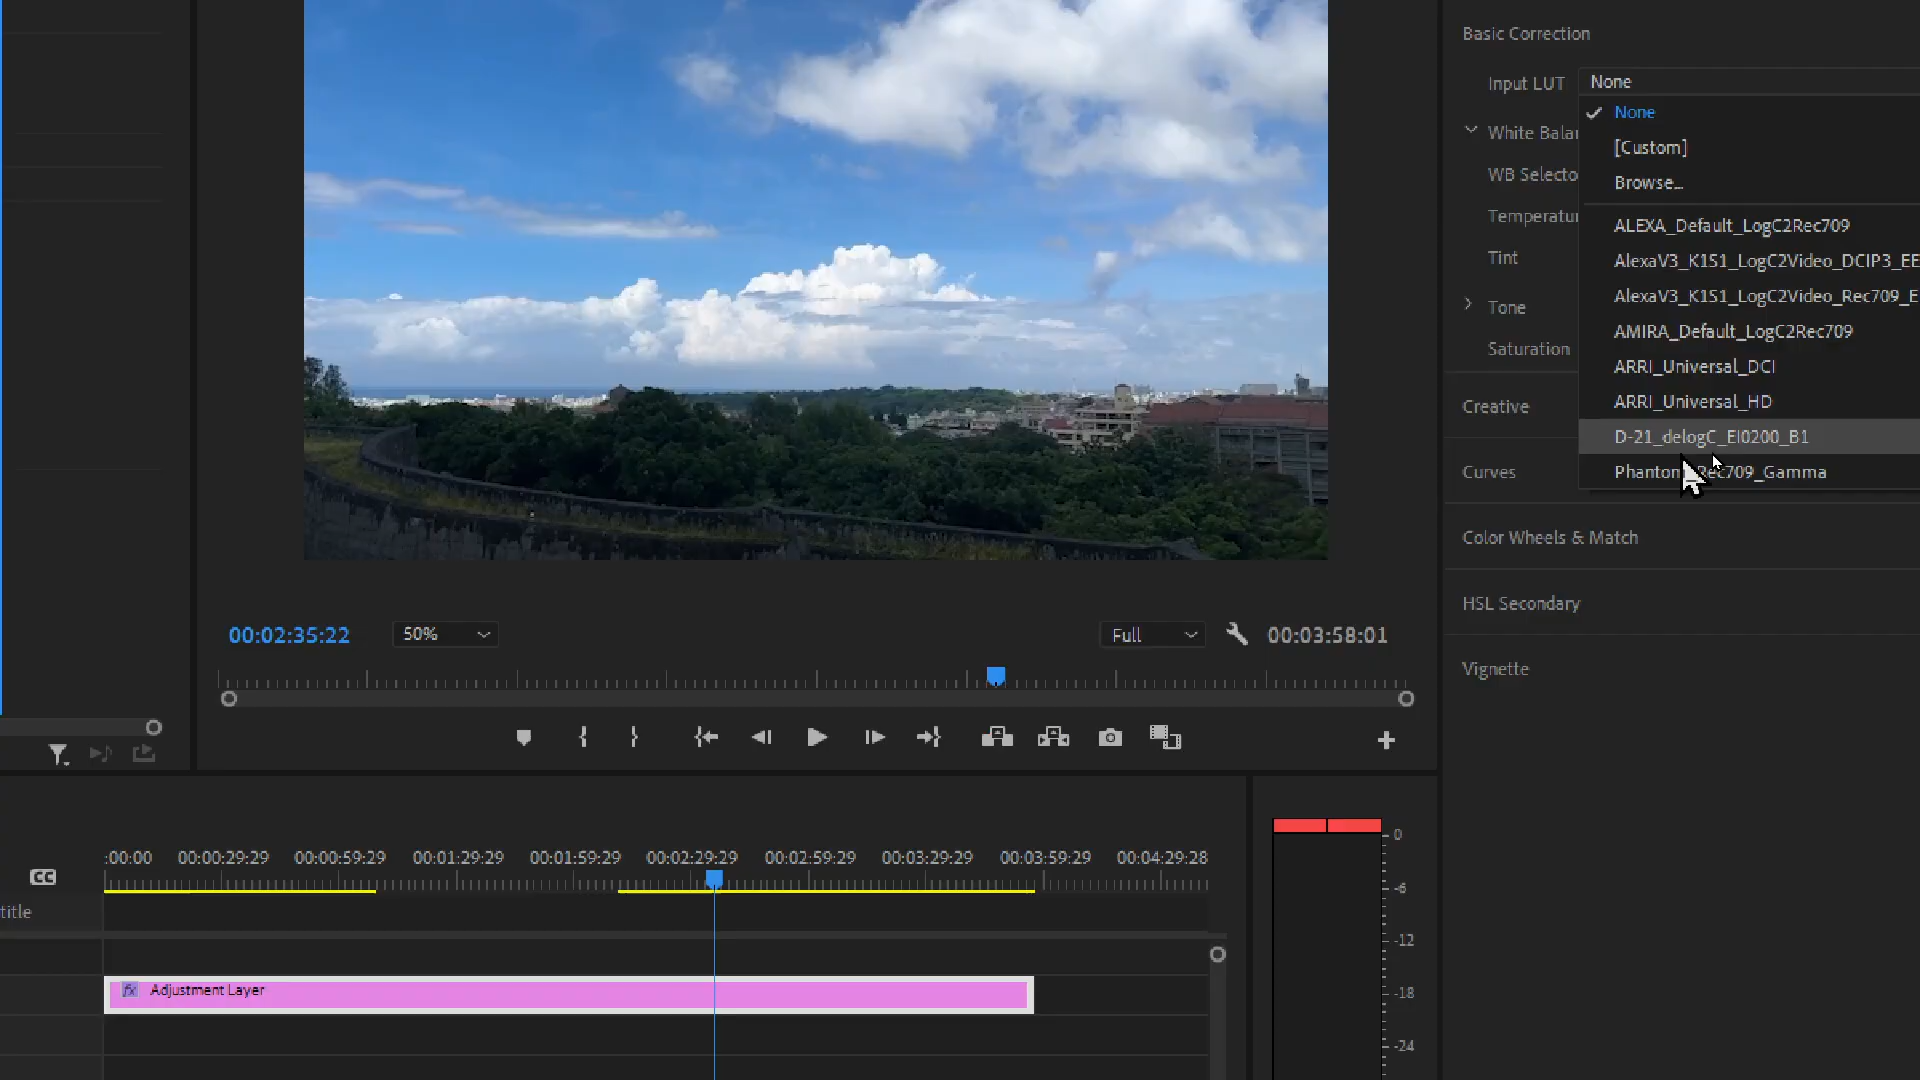 Basic Correction
Input LUT
None
None
[Custom]
Browse...
ALEXA_Default_LogC2Rec709
AlexaV3_K1S1_LogC2Video_DCIP3_EE
AlexaV3_K1S1_LogC2Video_Rec709_E
AMIRA_Default_LogC2Rec709
ARRI_Universal_DCI
ARRI_Universal_HD
D-21_delogC_EI0200_B1
Phantom_Rec709_Gamma
White Balan
WB Selecto
Temperatur
Tint
Tone
Saturation
Creative
Curves
Color Wheels & Match
HSL Secondary
Vignette
00:02:35:22
50%
Full
00:03:58:01
:00:00 00:00:29:29 00:00:59:29 00:01:29:29 00:01:59:29 00:02:29:29 00:02:59:29 00:03:29:29 00:03:59:29 00:04:29:28
CC
title
fx Adjustment Layer
0
-6
-12
-18
-24